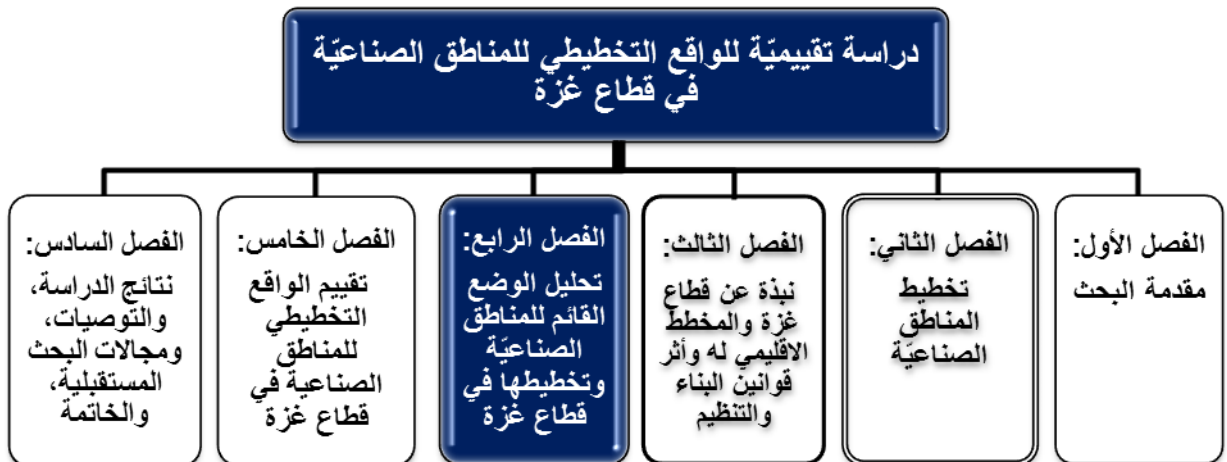 دراسة تقييميّة للواقع التخطيطي للمناطق الصناعيّة
في قطاع غزة
الفصل الأول:
مقدمة البحث
الفصل الثاني:
تخطيط
المناطق
الصناعيّة
الفصل الثالث:
نبذة عن قطاع
غزة والمخطط
الاقليمي له وأثر
قوانين البناء
والتنظيم
الفصل الرابع:
تحليل الوضع
القائم للمناطق
الصناعيّة
وتخطيطها في
قطاع غزة
الفصل الخامس:
تقييم الواقع
التخطيطي
للمناطق
الصناعية في
قطاع غزة
الفصل السادس:
نتائج الدراسة،
والتوصيات،
ومجالات البحث
المستقبلية،
والخاتمة